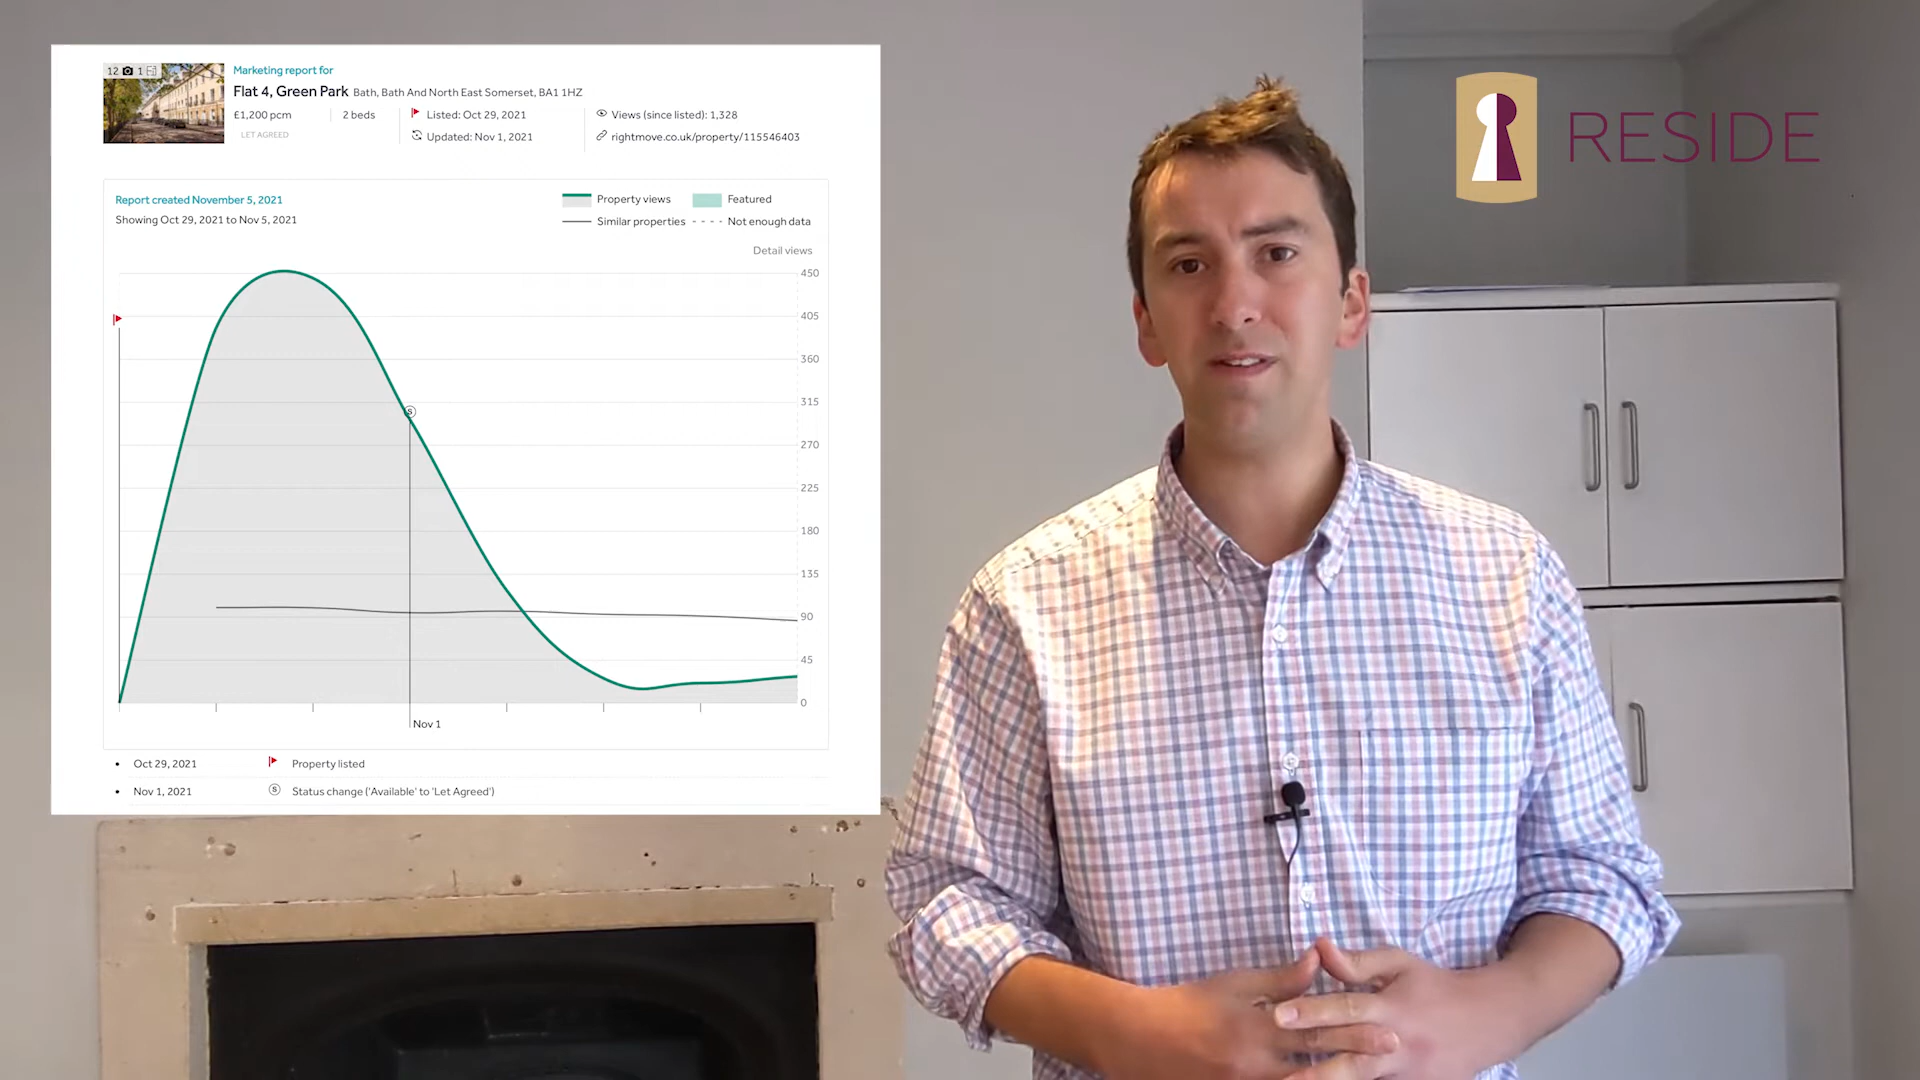 12 1
Marketing report for
Flat 4, Green Park Bath, Bath And North East Somerset, BA1 1HZ
£1,200 pcm 2 beds Listed: Oct 29, 2021 Views (since listed): 1,328
LET AGREED Updated: Nov 1, 2021 rightmove.co.uk/property/115546403
RESIDE
Report created November 5, 2021
Showing Oct 29, 2021 to Nov 5, 2021
Property views Featured
Similar properties Not enough data
Detail views
450
405
360
315
S
270
225
180
135
90
45
0
Nov 1
• Oct 29, 2021 Property listed
• Nov 1, 2021 S Status change ('Available' to 'Let Agreed')